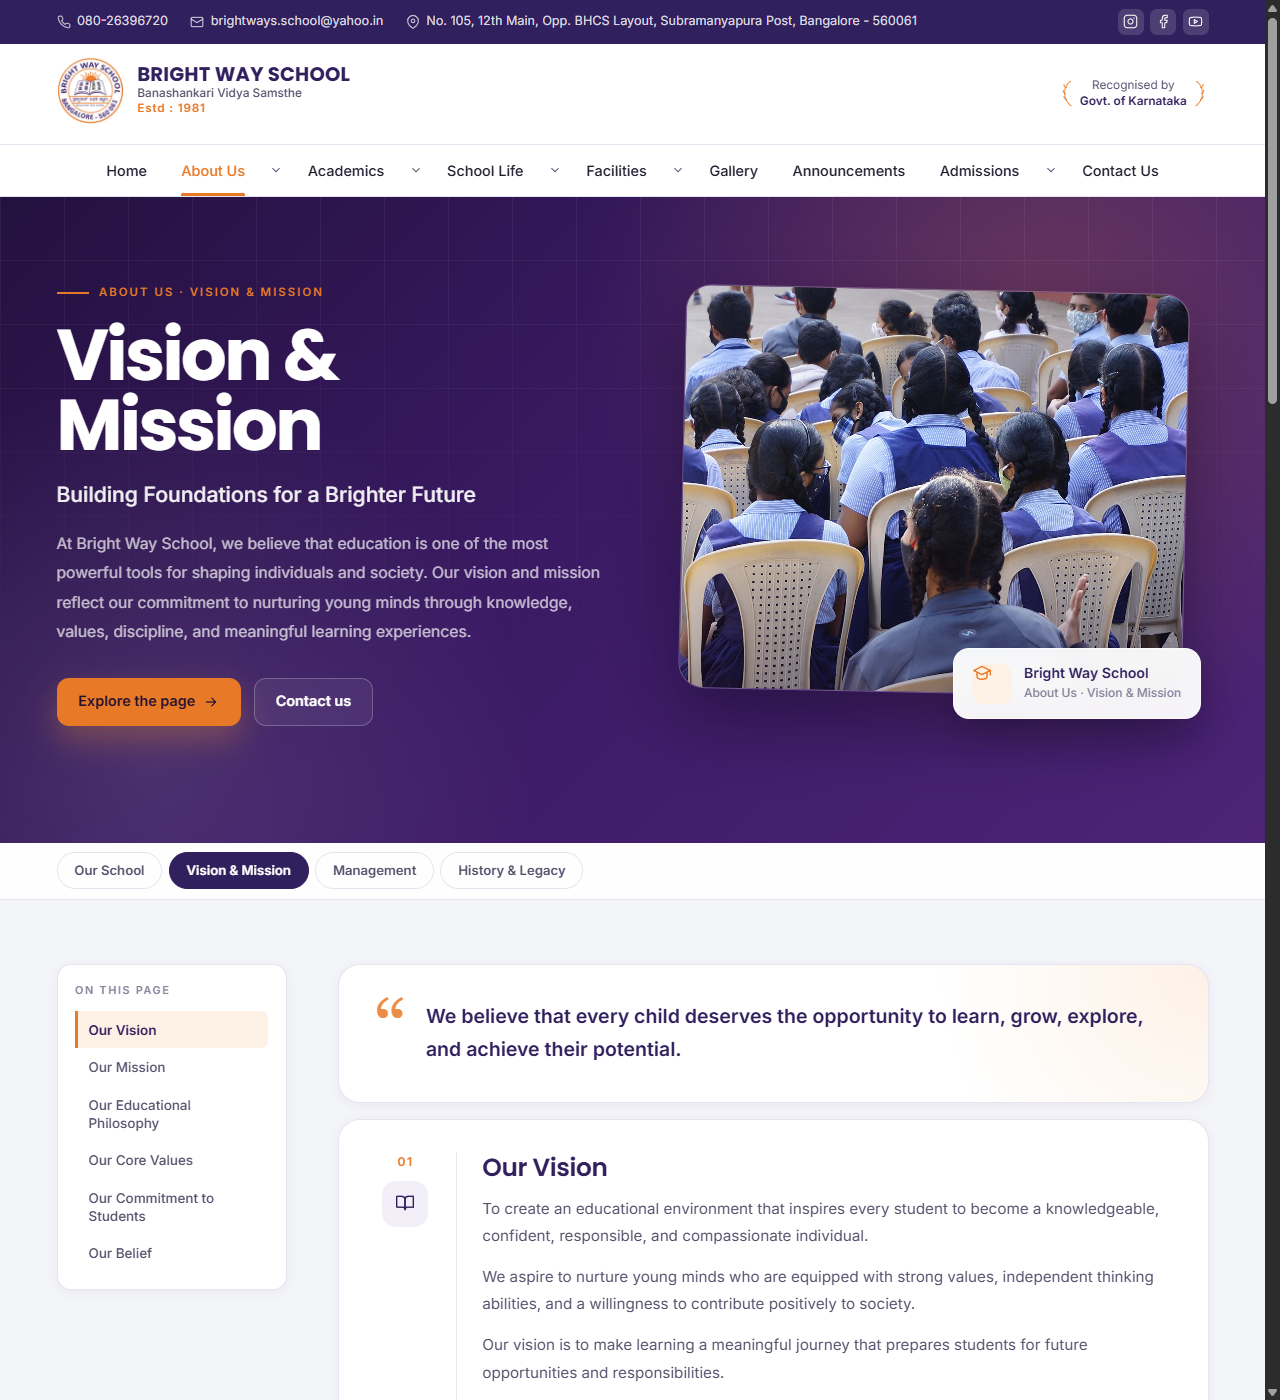 080-26396720
brightways.school@yahoo.in
No. 105, 12th Main, Opp. BHCS Layout, Subramanyapura Post, Bangalore - 560061
BRIGHT WAY SCHOOL
BANGALORE - 560 061
BRIGHT WAY SCHOOL
Banashankari Vidya Samsthe
Estd : 1981
Recognised by
Govt. of Karnataka
Home
About Us
Academics
School Life
Facilities
Gallery
Announcements
Admissions
Contact Us
ABOUT US · VISION & MISSION
Vision &
Mission
Building Foundations for a Brighter Future
At Bright Way School, we believe that education is one of the most
powerful tools for shaping individuals and society. Our vision and mission
reflect our commitment to nurturing young minds through knowledge,
values, discipline, and meaningful learning experiences.
Explore the page
Contact us
Bright Way School
About Us · Vision & Mission
Our School
Vision & Mission
Management
History & Legacy
ON THIS PAGE
Our Vision
Our Mission
Our Educational
Philosophy
Our Core Values
Our Commitment to
Students
Our Belief
We believe that every child deserves the opportunity to learn, grow, explore,
and achieve their potential.
01
Our Vision
To create an educational environment that inspires every student to become a knowledgeable,
confident, responsible, and compassionate individual.
We aspire to nurture young minds who are equipped with strong values, independent thinking
abilities, and a willingness to contribute positively to society.
Our vision is to make learning a meaningful journey that prepares students for future
opportunities and responsibilities.